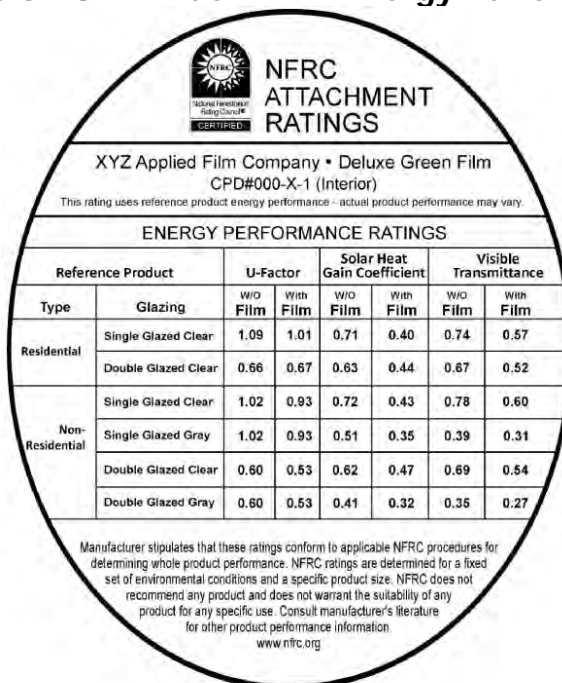 NFRC
National Fenestration
Rating Council®
CERTIFIED
NFRC
ATTACHMENT
RATINGS
XYZ Applied Film Company • Deluxe Green Film
CPD#000-X-1 (Interior)
This rating uses reference product energy performance - actual product performance may vary.
ENERGY PERFORMANCE RATINGS
Reference Product U-Factor Solar Heat Gain Coefficient Visible Transmittance
Type Glazing W/O Film With Film W/O Film With Film W/O Film With Film
Residential Single Glazed Clear 1.09 1.01 0.71 0.40 0.74 0.57
Double Glazed Clear 0.66 0.67 0.63 0.44 0.67 0.52
Non-Residential Single Glazed Clear 1.02 0.93 0.72 0.43 0.78 0.60
Single Glazed Gray 1.02 0.93 0.51 0.35 0.39 0.31
Double Glazed Clear 0.60 0.53 0.62 0.47 0.69 0.54
Double Glazed Gray 0.60 0.53 0.41 0.32 0.35 0.27
Manufacturer stipulates that these ratings conform to applicable NFRC procedures for
determining whole product performance. NFRC ratings are determined for a fixed
set of environmental conditions and a specific product size. NFRC does not
recommend any product and does not warrant the suitability of any
product for any specific use. Consult manufacturer's literature
for other product performance information.
www.nfrc.org